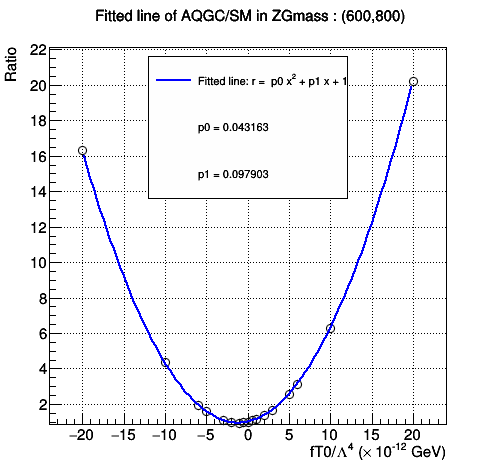 Fitted line of AQGC/SM in ZGmass : (600,800)
Ratio
22
20
18
16
14
12
10
8
6
4
2
Fitted line: r = p0 x² + p1 x + 1
p0 = 0.043163
p1 = 0.097903
−20 −15 −10 −5 0 5 10 15 20
fT0/Λ⁴ (× 10⁻¹² GeV)